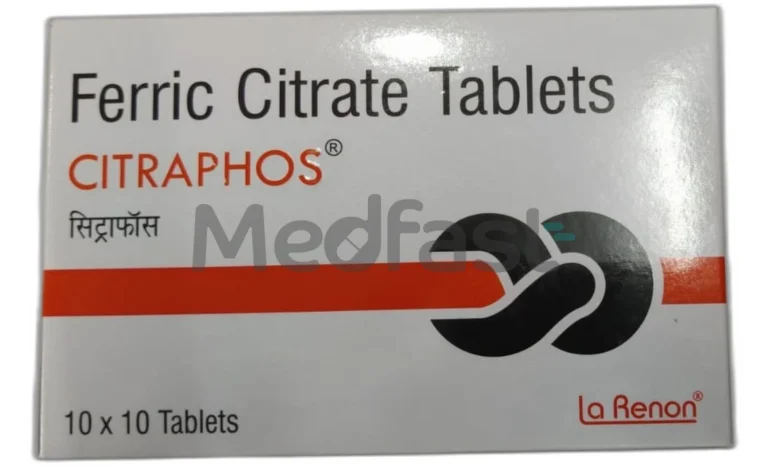 Ferric Citrate Tablets
CITRAPHOS®
सिट्राफॉस
Medfast
10 x 10 Tablets
La Renon®